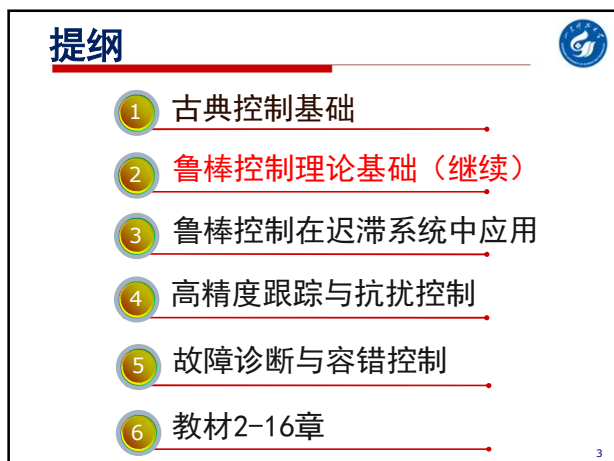 提纲
1 古典控制基础
2 鲁棒控制理论基础（继续）
3 鲁棒控制在迟滞系统中应用
4 高精度跟踪与抗扰控制
5 故障诊断与容错控制
6 教材2-16章
3